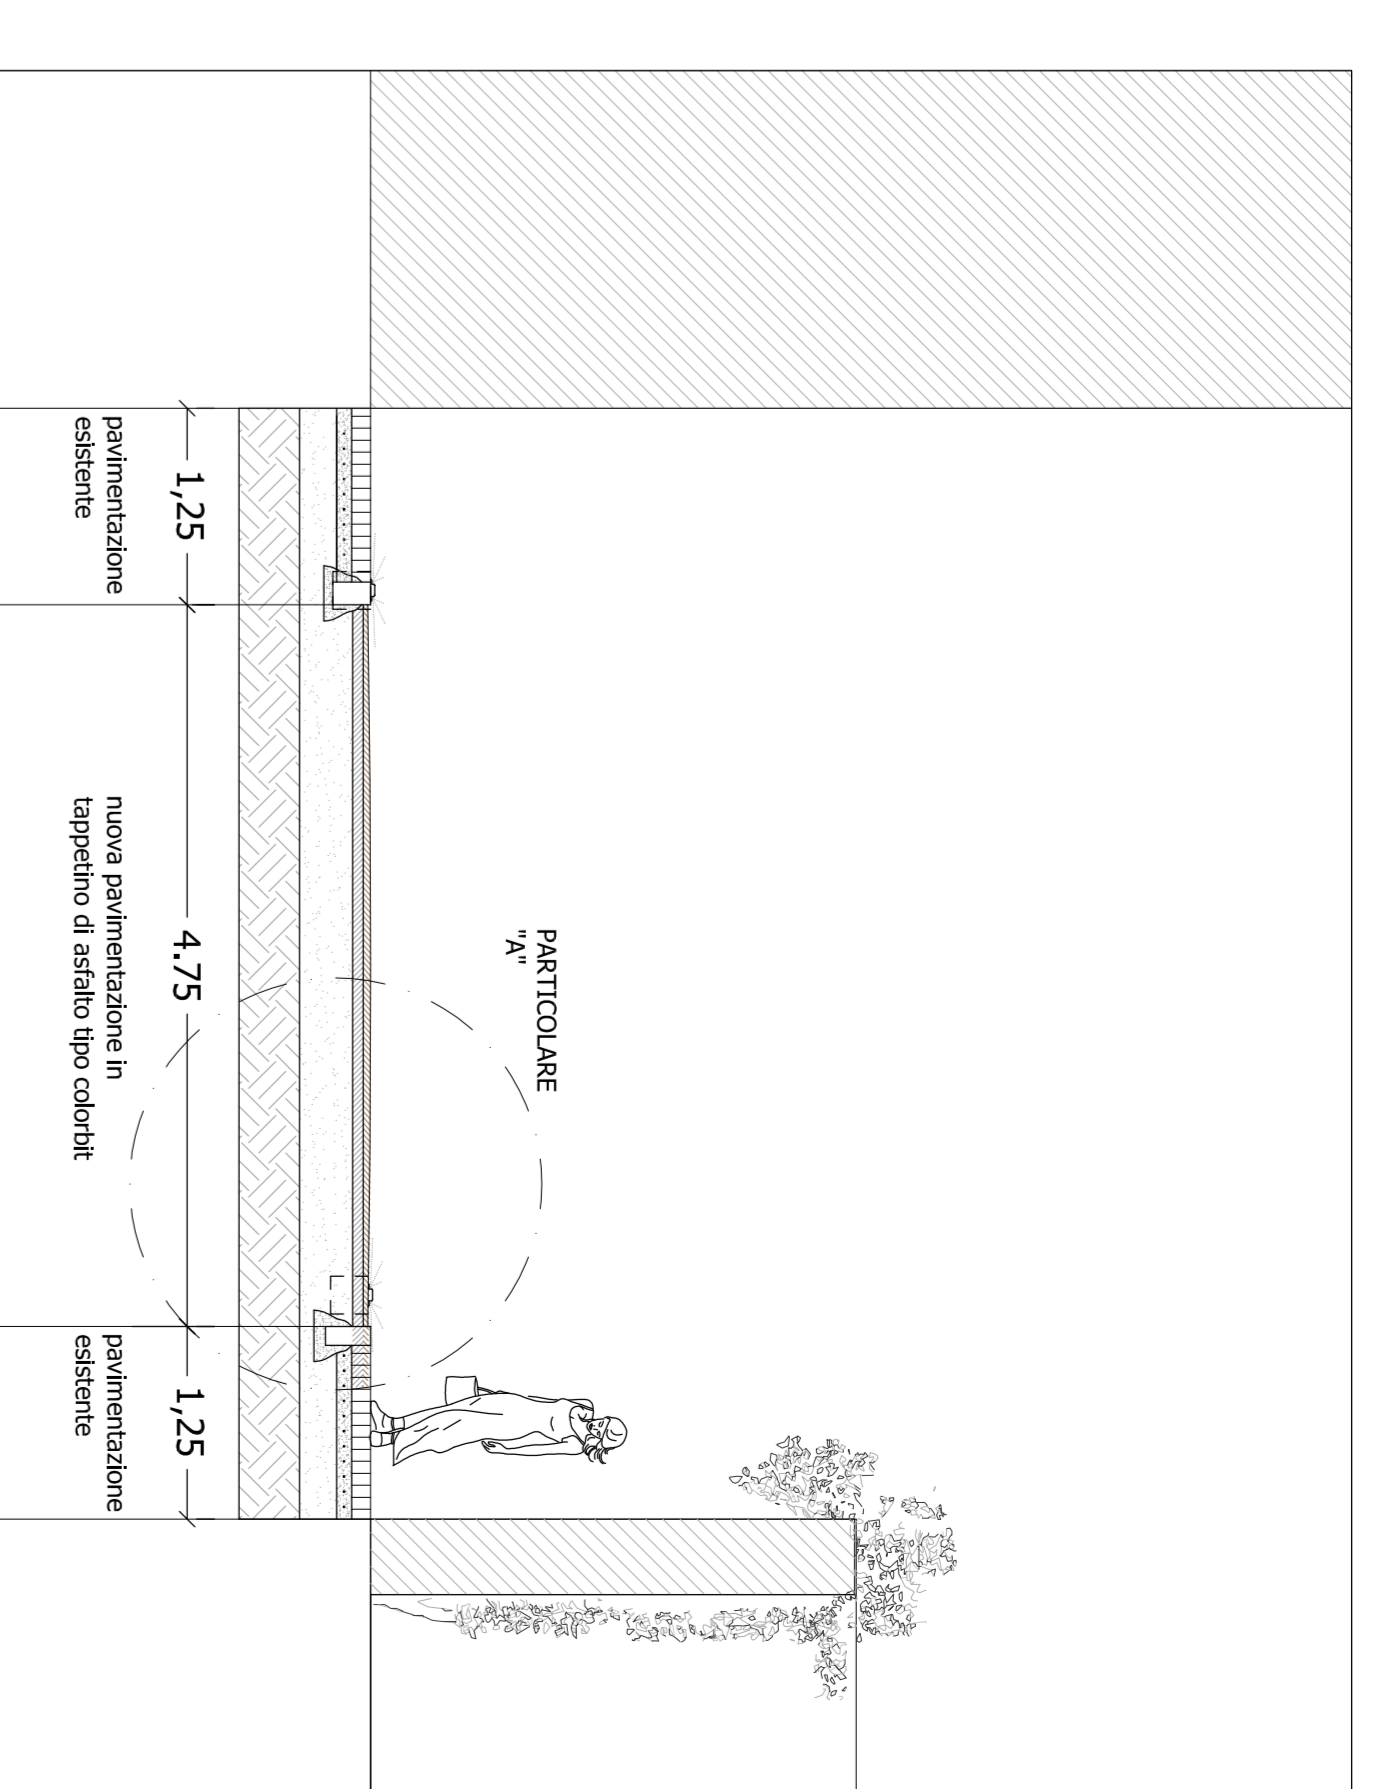 PARTICOLARE
"A"
1,25
4.75
1,25
pavimentazione
esistente
nuova pavimentazione in
tappetino di asfalto tipo colorbit
pavimentazione
esistente